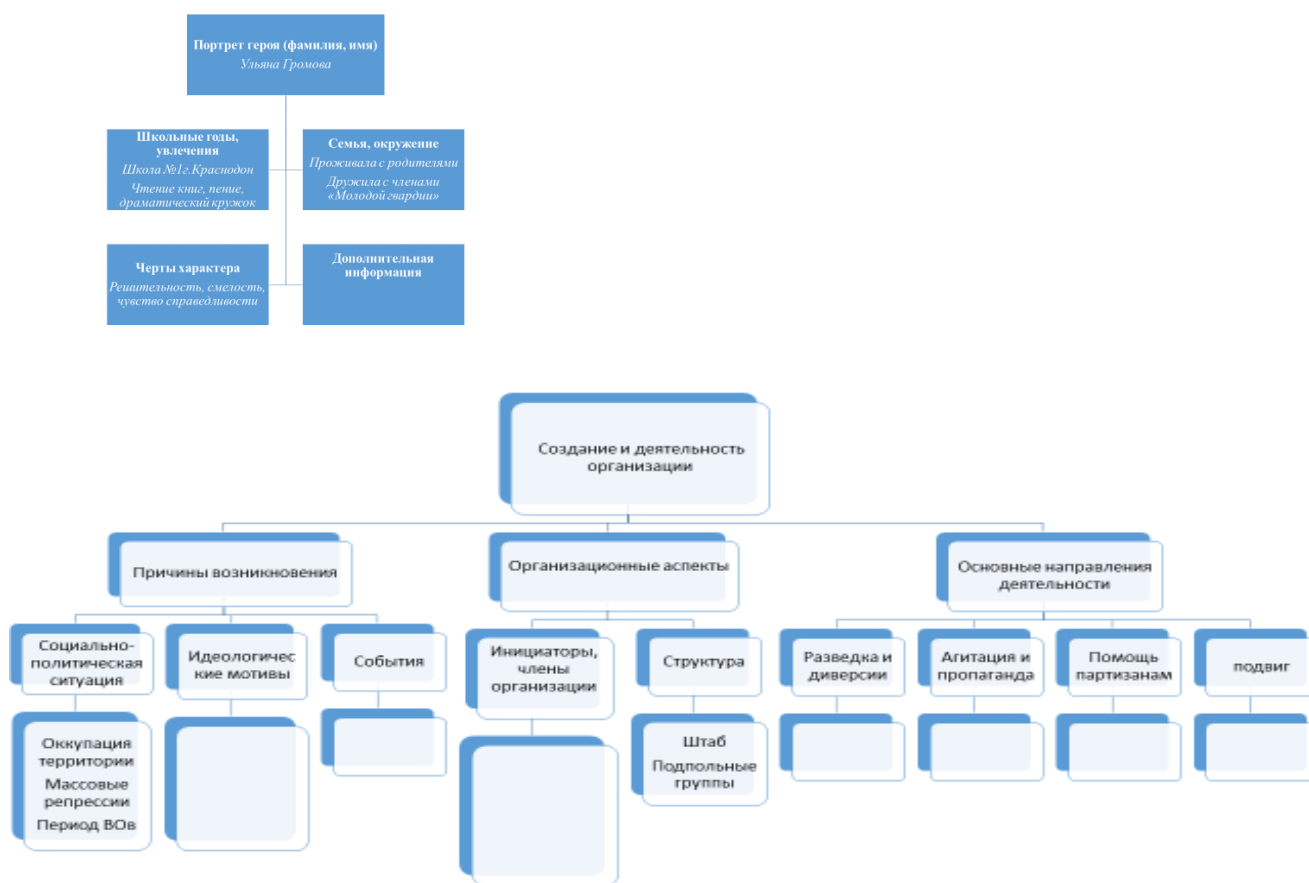 Портрет героя (фамилия, имя)
Ульяна Громова
Школьные годы,
увлечения
Школа №1г.Краснодон
Чтение книг, пение,
драматический кружок
Семья, окружение
Проживала с родителями
Дружила с членами
«Молодой гвардии»
Черты характера
Решительность, смелость,
чувство справедливости
Дополнительная
информация
Создание и деятельность
организации
Причины возникновения
Организационные аспекты
Основные направления
деятельности
Социально-
политическая
ситуация
Идеологичес
кие мотивы
События
Инициаторы,
члены
организации
Структура
Разведка и
диверсии
Агитация и
пропаганда
Помощь
партизанам
подвиг
Оккупация
территории
Массовые
репрессии
Период ВОв
Штаб
Подпольные
группы